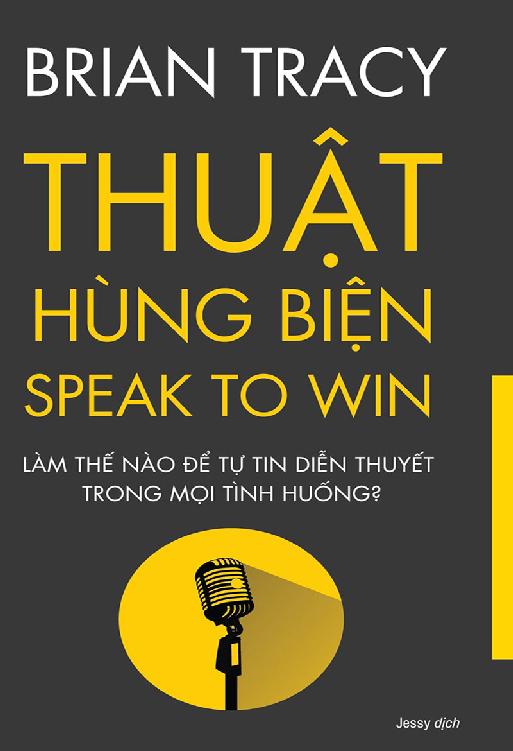 BRIAN TRACY
THUẬT
HÙNG BIỆN
SPEAK TO WIN
LÀM THẾ NÀO ĐỂ TỰ TIN DIỄN THUYẾT
TRONG MỌI TÌNH HUỐNG?
Jessy dịch